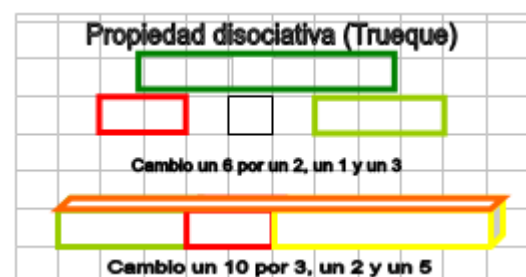 Propiedad disociativa (Trueque)
Cambio un 6 por un 2, un 1 y un 3
Cambio un 10 por 3, un 2 y un 5